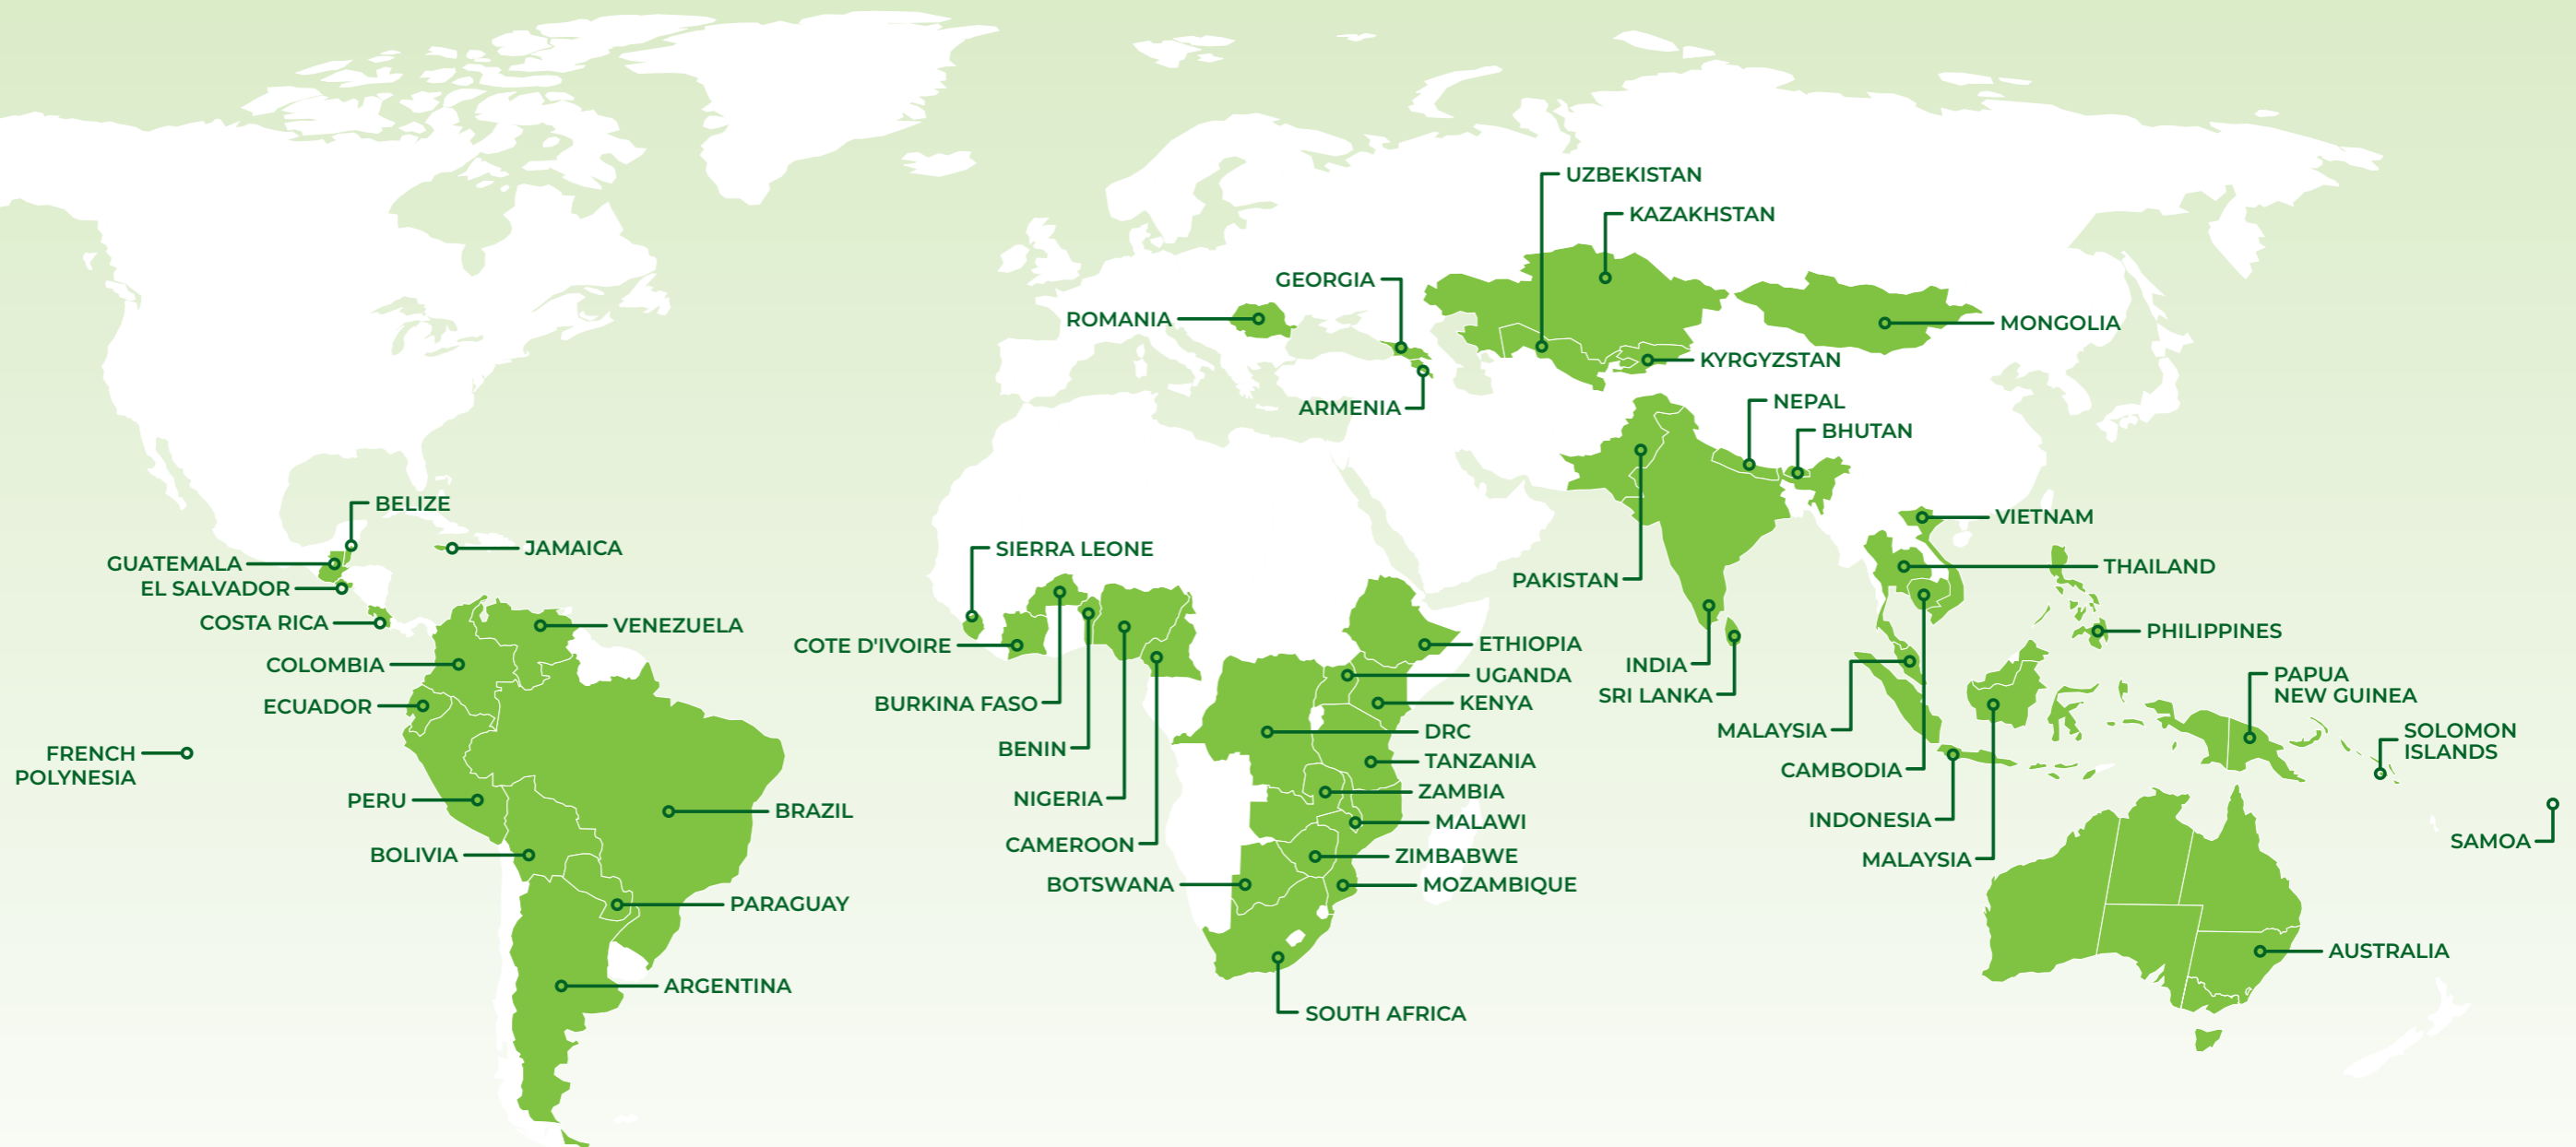 UZBEKISTAN
KAZAKHSTAN
GEORGIA
ROMANIA
MONGOLIA
KYRGYZSTAN
ARMENIA
NEPAL
BHUTAN
BELIZE
JAMAICA
GUATEMALA
EL SALVADOR
COSTA RICA
VENEZUELA
COLOMBIA
ECUADOR
FRENCH
POLYNESIA
PERU
BRAZIL
BOLIVIA
PARAGUAY
ARGENTINA
SIERRA LEONE
COTE D'IVOIRE
BURKINA FASO
BENIN
NIGERIA
CAMEROON
BOTSWANA
ETHIOPIA
UGANDA
KENYA
DRC
TANZANIA
ZAMBIA
MALAWI
ZIMBABWE
MOZAMBIQUE
SOUTH AFRICA
PAKISTAN
INDIA
SRI LANKA
VIETNAM
THAILAND
PHILIPPINES
MALAYSIA
CAMBODIA
INDONESIA
MALAYSIA
PAPUA
NEW GUINEA
SOLOMON
ISLANDS
SAMOA
AUSTRALIA